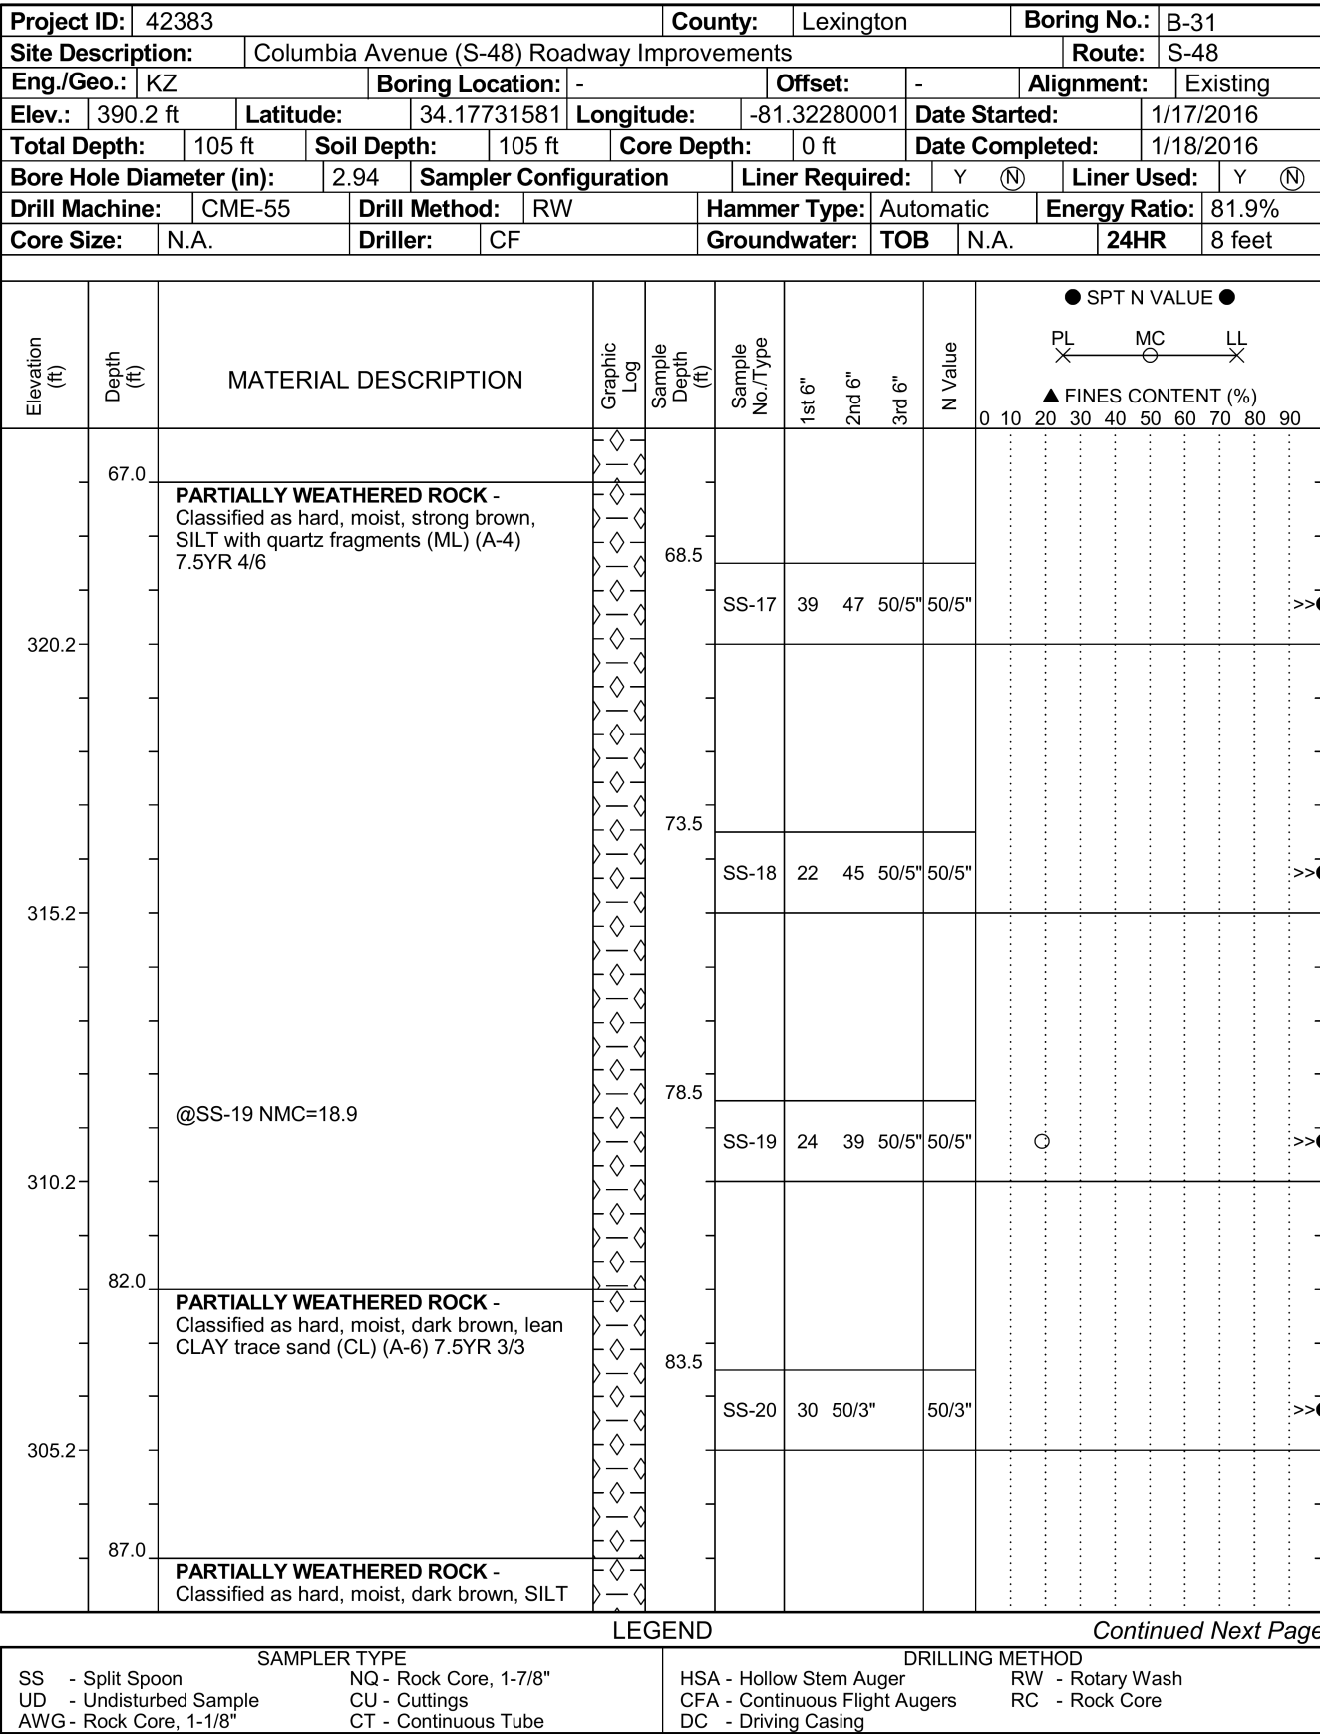 Project ID: 42383 County: Lexington Boring No.: B-31
Site Description: Columbia Avenue (S-48) Roadway Improvements Route: S-48
Eng./Geo.: KZ Boring Location: - Offset: - Alignment: Existing
Elev.: 390.2 ft Latitude: 34.17731581 Longitude: -81.32280001 Date Started: 1/17/2016
Total Depth: 105 ft Soil Depth: 105 ft Core Depth: 0 ft Date Completed: 1/18/2016
Bore Hole Diameter (in): 2.94 Sampler Configuration Liner Required: Y N Liner Used: Y N
Drill Machine: CME-55 Drill Method: RW Hammer Type: Automatic Energy Ratio: 81.9%
Core Size: N.A. Driller: CF Groundwater: TOB N.A. 24HR 8 feet
Elevation (ft)
Depth (ft)
MATERIAL DESCRIPTION
Graphic Log
Sample Depth (ft)
Sample No./Type
1st 6"
2nd 6"
3rd 6"
N Value
● SPT N VALUE ●
PL MC LL
▲ FINES CONTENT (%)
0 10 20 30 40 50 60 70 80 90
67.0
PARTIALLY WEATHERED ROCK -
Classified as hard, moist, strong brown,
SILT with quartz fragments (ML) (A-4)
7.5YR 4/6
68.5
SS-17 39 47 50/5" 50/5" >>
320.2
73.5
SS-18 22 45 50/5" 50/5" >>
315.2
78.5
@SS-19 NMC=18.9
SS-19 24 39 50/5" 50/5" >>
310.2
82.0
PARTIALLY WEATHERED ROCK -
Classified as hard, moist, dark brown, lean
CLAY trace sand (CL) (A-6) 7.5YR 3/3
83.5
SS-20 30 50/3" 50/3" >>
305.2
87.0
PARTIALLY WEATHERED ROCK -
Classified as hard, moist, dark brown, SILT
LEGEND
Continued Next Page
SAMPLER TYPE
SS - Split Spoon NQ - Rock Core, 1-7/8"
UD - Undisturbed Sample CU - Cuttings
AWG - Rock Core, 1-1/8" CT - Continuous Tube
DRILLING METHOD
HSA - Hollow Stem Auger RW - Rotary Wash
CFA - Continuous Flight Augers RC - Rock Core
DC - Driving Casing